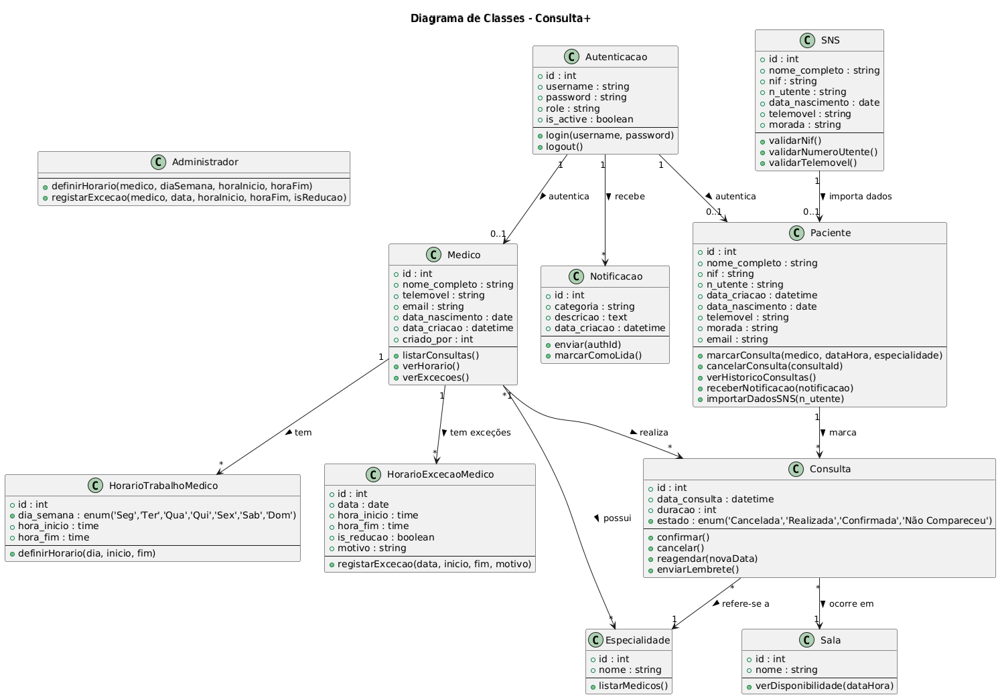 Diagrama de Classes - Consulta+
C SNS
id : int
nome_completo : string
nif : string
n_utente : string
data_nascimento : date
telemovel : string
morada : string
validarNif()
validarNumeroUtente()
validarTelemovel()
C Autenticacao
id : int
username : string
password : string
role : string
is_active : boolean
login(username, password)
logout()
C Administrador
definirHorario(medico, diaSemana, horaInicio, horaFim)
registarExcecao(medico, data, horaInicio, horaFim, isReducao)
1
autentica
0..1
1
recebe
*
1
autentica
0..1
1
importa dados
0..1
C Medico
id : int
nome_completo : string
telemovel : string
email : string
data_nascimento : date
data_criacao : datetime
criado_por : int
listarConsultas()
verHorario()
verExcecoes()
C Notificacao
id : int
categoria : string
descricao : text
data_criacao : datetime
enviar(authId)
marcarComoLida()
C Paciente
id : int
nome_completo : string
nif : string
n_utente : string
data_criacao : datetime
data_nascimento : date
telemovel : string
morada : string
email : string
marcarConsulta(medico, dataHora, especialidade)
cancelarConsulta(consultaId)
verHistoricoConsultas()
receberNotificacao(notificacao)
importarDadosSNS(n_utente)
1
tem
*
1
tem exceções
*
*
possui
*
1
realiza
*
1
marca
*
C HorarioTrabalhoMedico
id : int
dia_semana : enum('Seg','Ter','Qua','Qui','Sex','Sab','Dom')
hora_inicio : time
hora_fim : time
definirHorario(dia, inicio, fim)
C HorarioExcecaoMedico
id : int
data : date
hora_inicio : time
hora_fim : time
is_reducao : boolean
motivo : string
registarExcecao(data, inicio, fim, motivo)
C Consulta
id : int
data_consulta : datetime
duracao : int
estado : enum('Cancelada','Realizada','Confirmada','Não Compareceu')
confirmar()
cancelar()
reagendar(novaData)
enviarLembrete()
*
refere-se a
1
*
ocorre em
1
C Especialidade
id : int
nome : string
listarMedicos()
C Sala
id : int
nome : string
verDisponibilidade(dataHora)